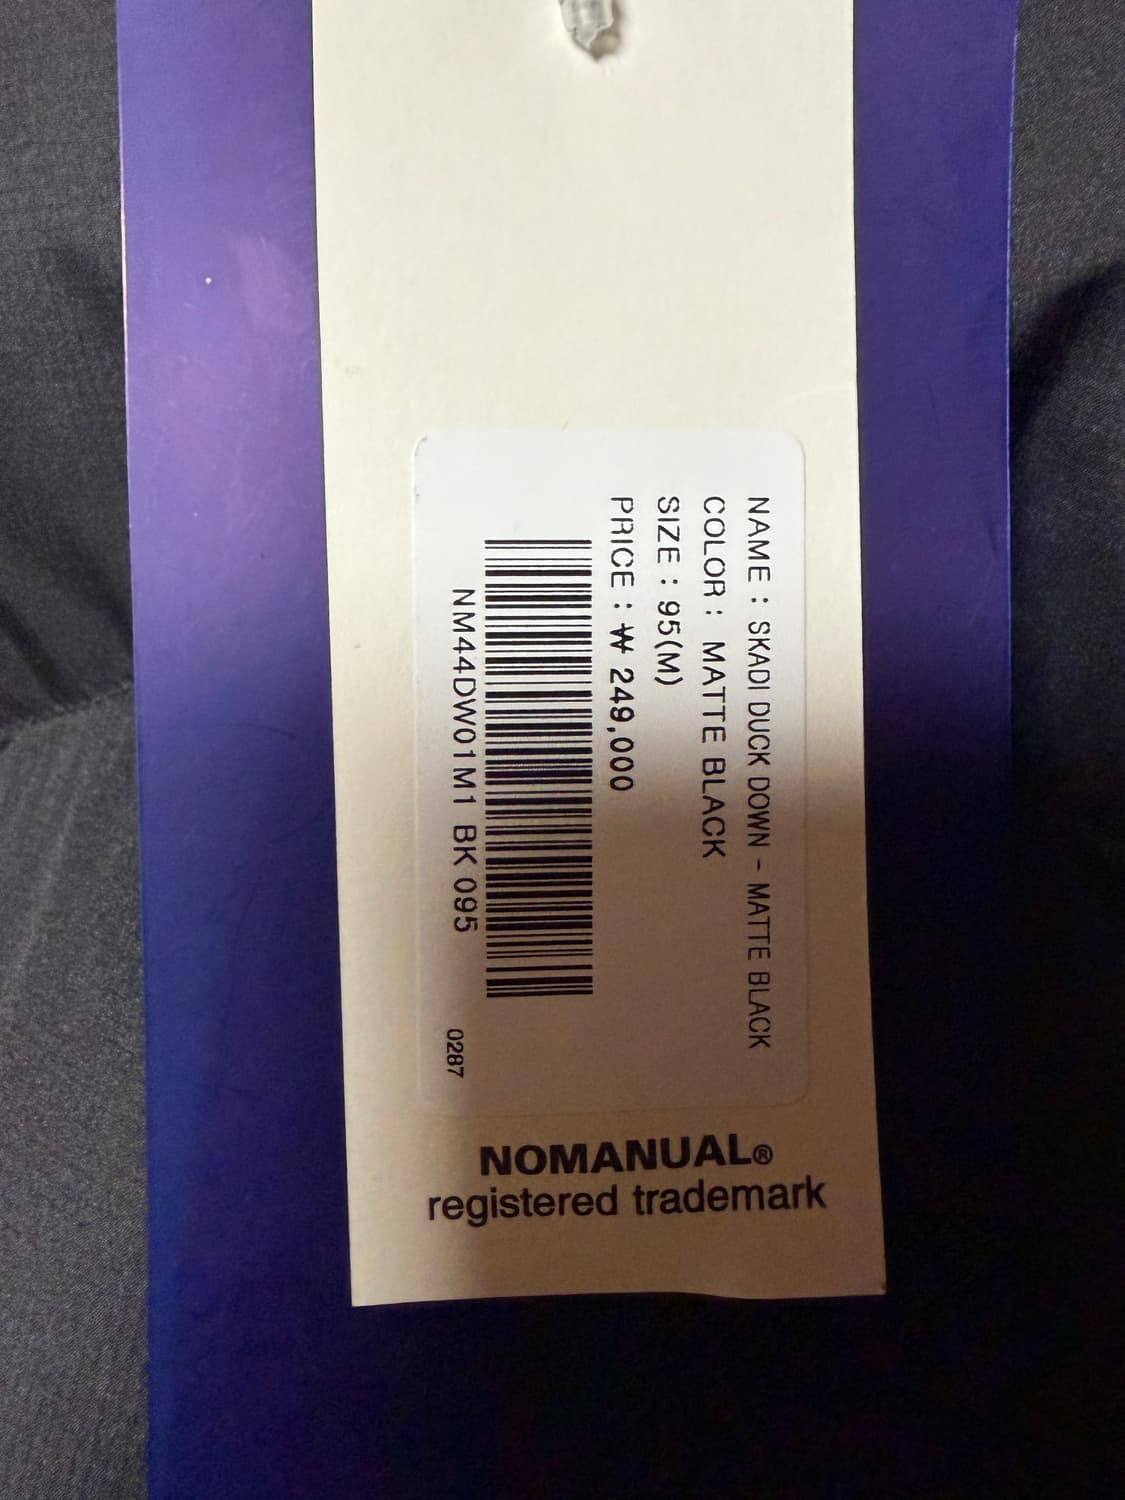 NAME : SKADI DUCK DOWN - MATTE BLACK
COLOR : MATTE BLACK
SIZE : 95(M)
PRICE : ₩ 249,000
NM44DW01M1 BK 095
0287
NOMANUAL®
registered trademark